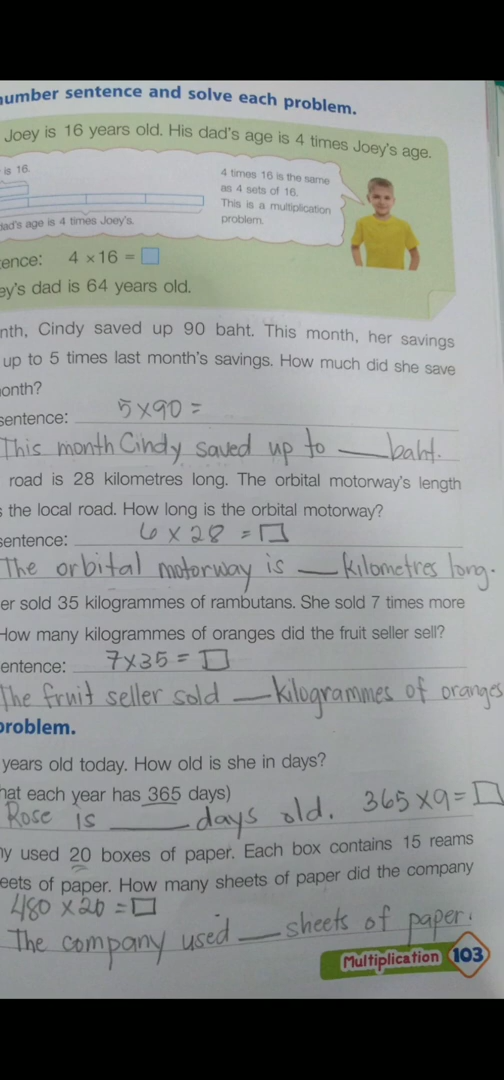 number sentence and solve each problem.
Joey is 16 years old. His dad's age is 4 times Joey's age.
is 16.
4 times 16 is the same
as 4 sets of 16.
This is a multiplication
problem.
dad's age is 4 times Joey's.
ence: 4 × 16 = □
ey's dad is 64 years old.
nth, Cindy saved up 90 baht. This month, her savings
up to 5 times last month's savings. How much did she save
onth?
sentence: 5×90 =
This month Cindy saved up to ___ baht.
road is 28 kilometres long. The orbital motorway's length
s the local road. How long is the orbital motorway?
sentence: 6 × 28 = □
The orbital motorway is ___ kilometres long.
er sold 35 kilogrammes of rambutans. She sold 7 times more
How many kilogrammes of oranges did the fruit seller sell?
entence: 7×35 = □
The fruit seller sold ___ kilogrammes of oranges
problem.
years old today. How old is she in days?
hat each year has 365 days)
Rose is ___ days old. 365×9=□
ny used 20 boxes of paper. Each box contains 15 reams
eets of paper. How many sheets of paper did the company
480 × 20 = □
The company used ___ sheets of paper.
Multiplication 103